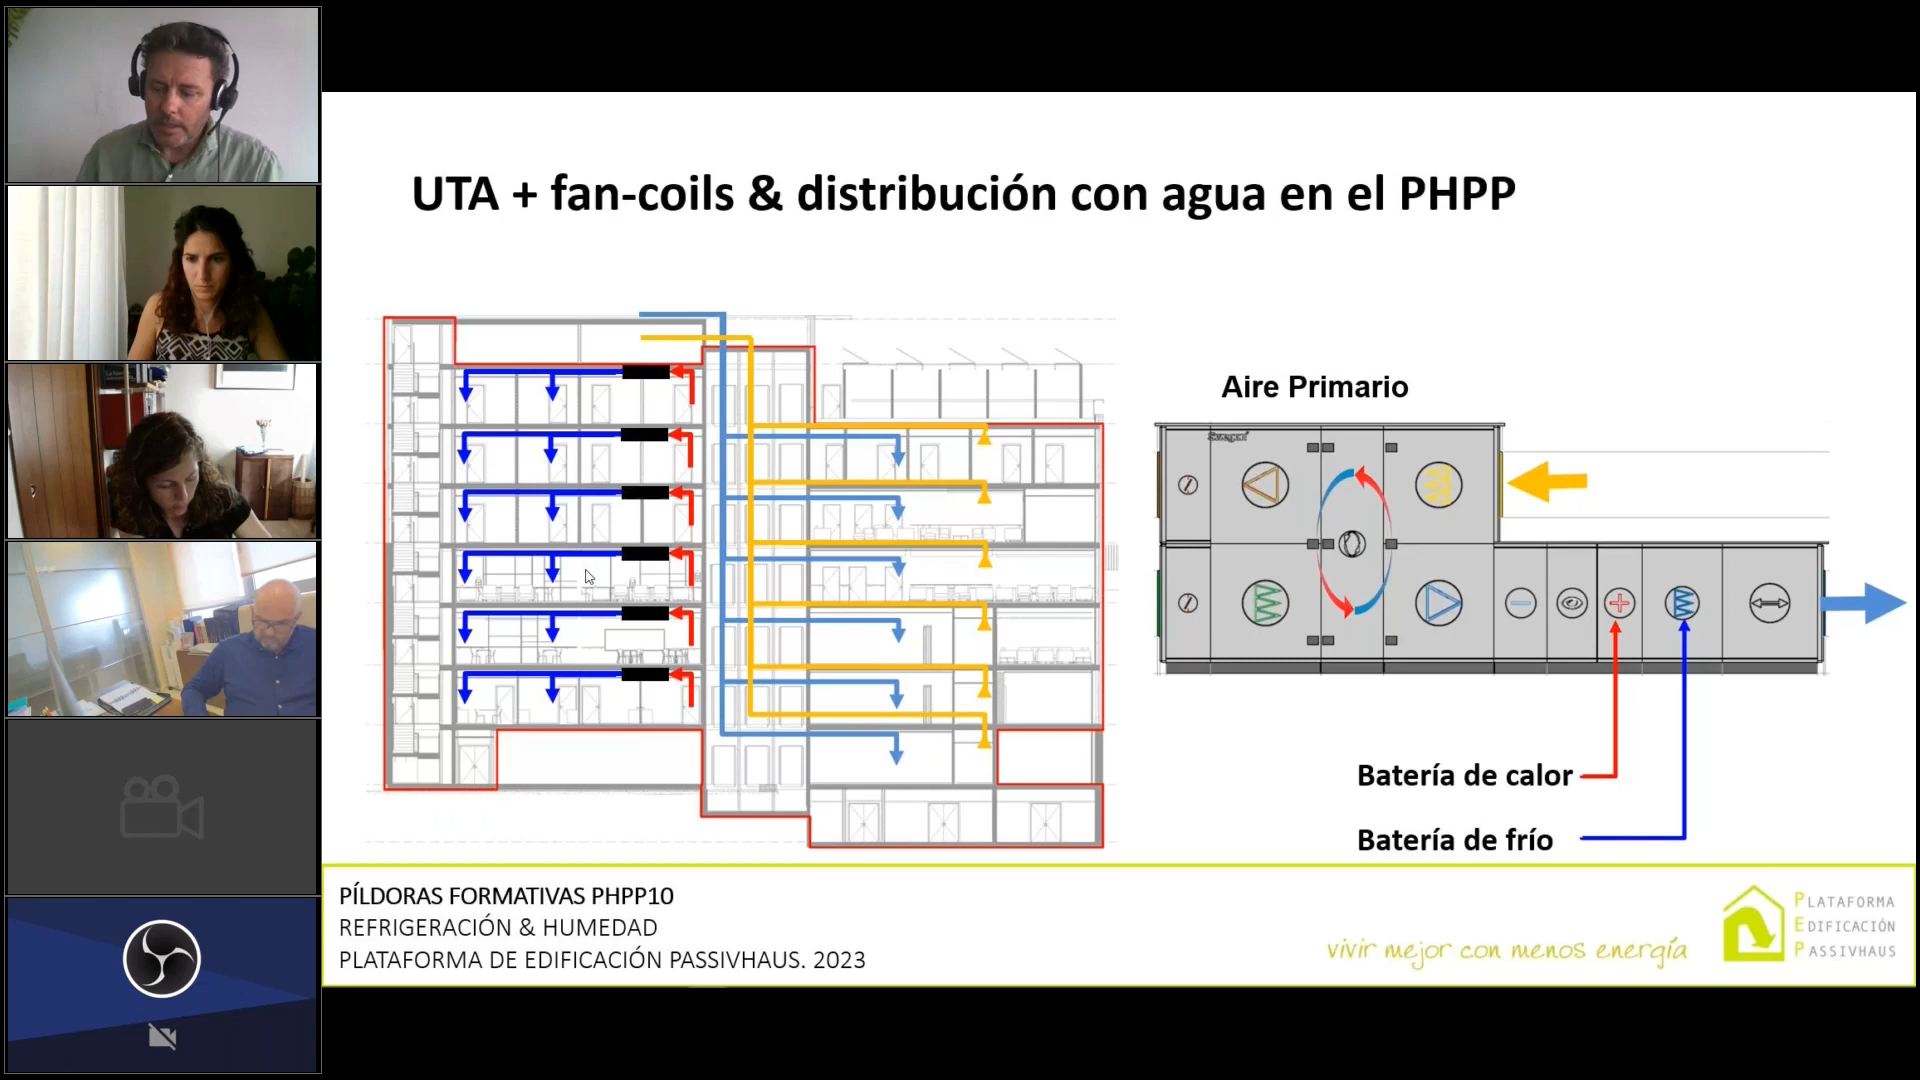 UTA + fan-coils & distribución con agua en el PHPP
Aire Primario
Batería de calor
Batería de frío
PÍLDORAS FORMATIVAS PHPP10
REFRIGERACIÓN & HUMEDAD
PLATAFORMA DE EDIFICACIÓN PASSIVHAUS. 2023
vivir mejor con menos energía
PLATAFORMA
EDIFICACIÓN
PASSIVHAUS